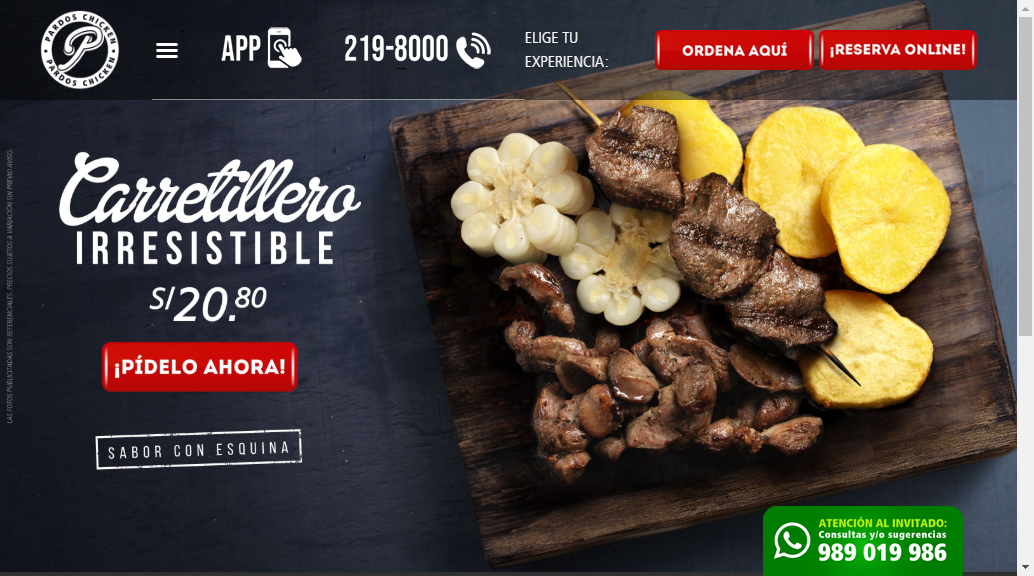 PARDOS CHICKEN
PARDOS CHICKEN
APP
219-8000
ELIGE TU
EXPERIENCIA:
ORDENA AQUÍ
¡RESERVA ONLINE!
LAS FOTOS PUBLICITADAS SON REFERENCIALES. PRECIOS SUJETOS A VARIACIÓN SIN PREVIO AVISO.
Carretillero
IRRESISTIBLE
S/20.80
¡PÍDELO AHORA!
SABOR CON ESQUINA
ATENCIÓN AL INVITADO:
Consultas y/o sugerencias
989 019 986